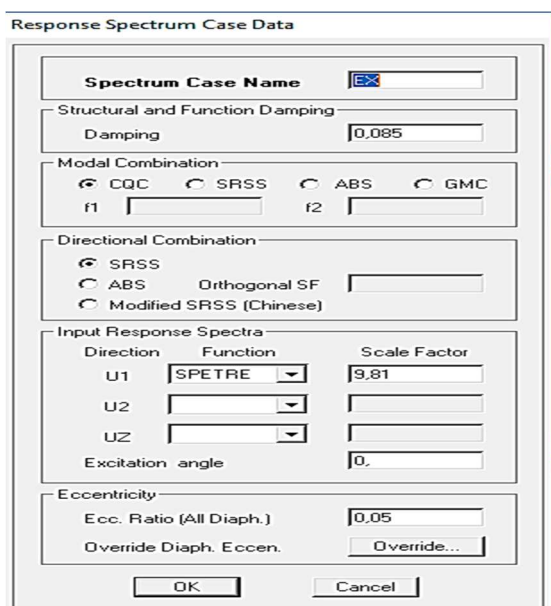 Response Spectrum Case Data
Spectrum Case Name EX
Structural and Function Damping
Damping 0,085
Modal Combination
CQC SRSS ABS GMC
f1 f2
Directional Combination
SRSS
ABS Orthogonal SF
Modified SRSS (Chinese)
Input Response Spectra
Direction Function Scale Factor
U1 SPETRE 9,81
U2
UZ
Excitation angle 0,
Eccentricity
Ecc. Ratio (All Diaph.) 0,05
Override Diaph. Eccen. Override...
OK Cancel